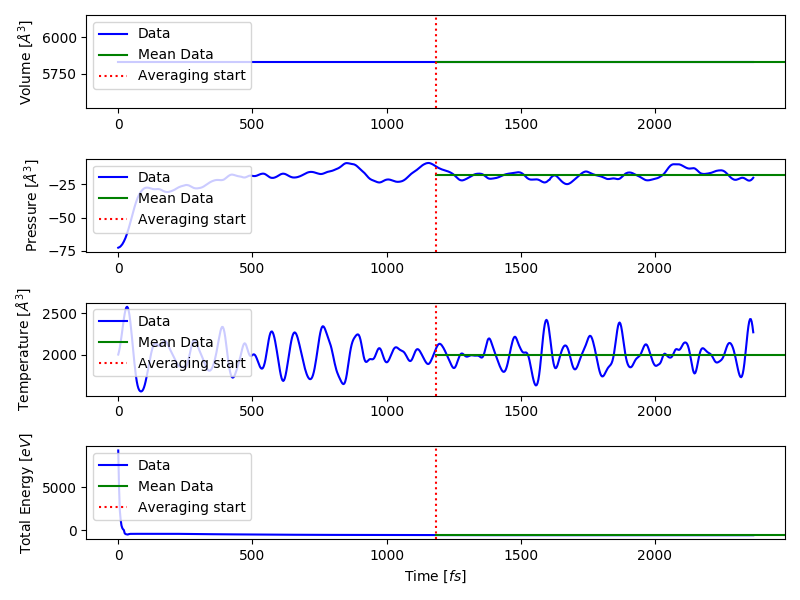 Volume [Å³]
6000
5750
Data
Mean Data
Averaging start
0 500 1000 1500 2000
Pressure [Å³]
−25
−50
−75
Data
Mean Data
Averaging start
0 500 1000 1500 2000
Temperature [Å³]
2500
2000
Data
Mean Data
Averaging start
0 500 1000 1500 2000
Total Energy [eV]
5000
0
Data
Mean Data
Averaging start
0 500 1000 1500 2000
Time [fs]